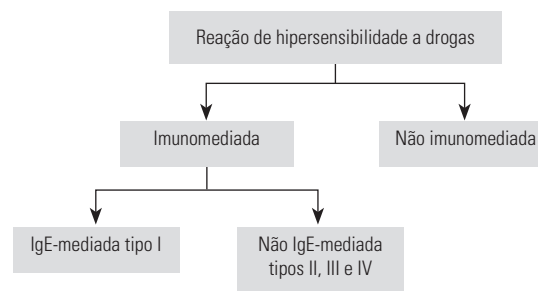 Reação de hipersensibilidade a drogas
Imunomediada
Não imunomediada
IgE-mediada tipo I
Não IgE-mediada
tipos II, III e IV